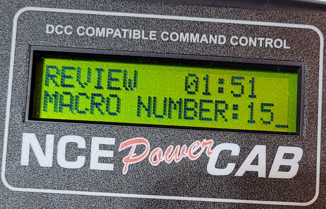 DCC COMPATIBLE COMMAND CONTROL
REVIEW 01:51
MACRO NUMBER:15_
NCE Power CAB